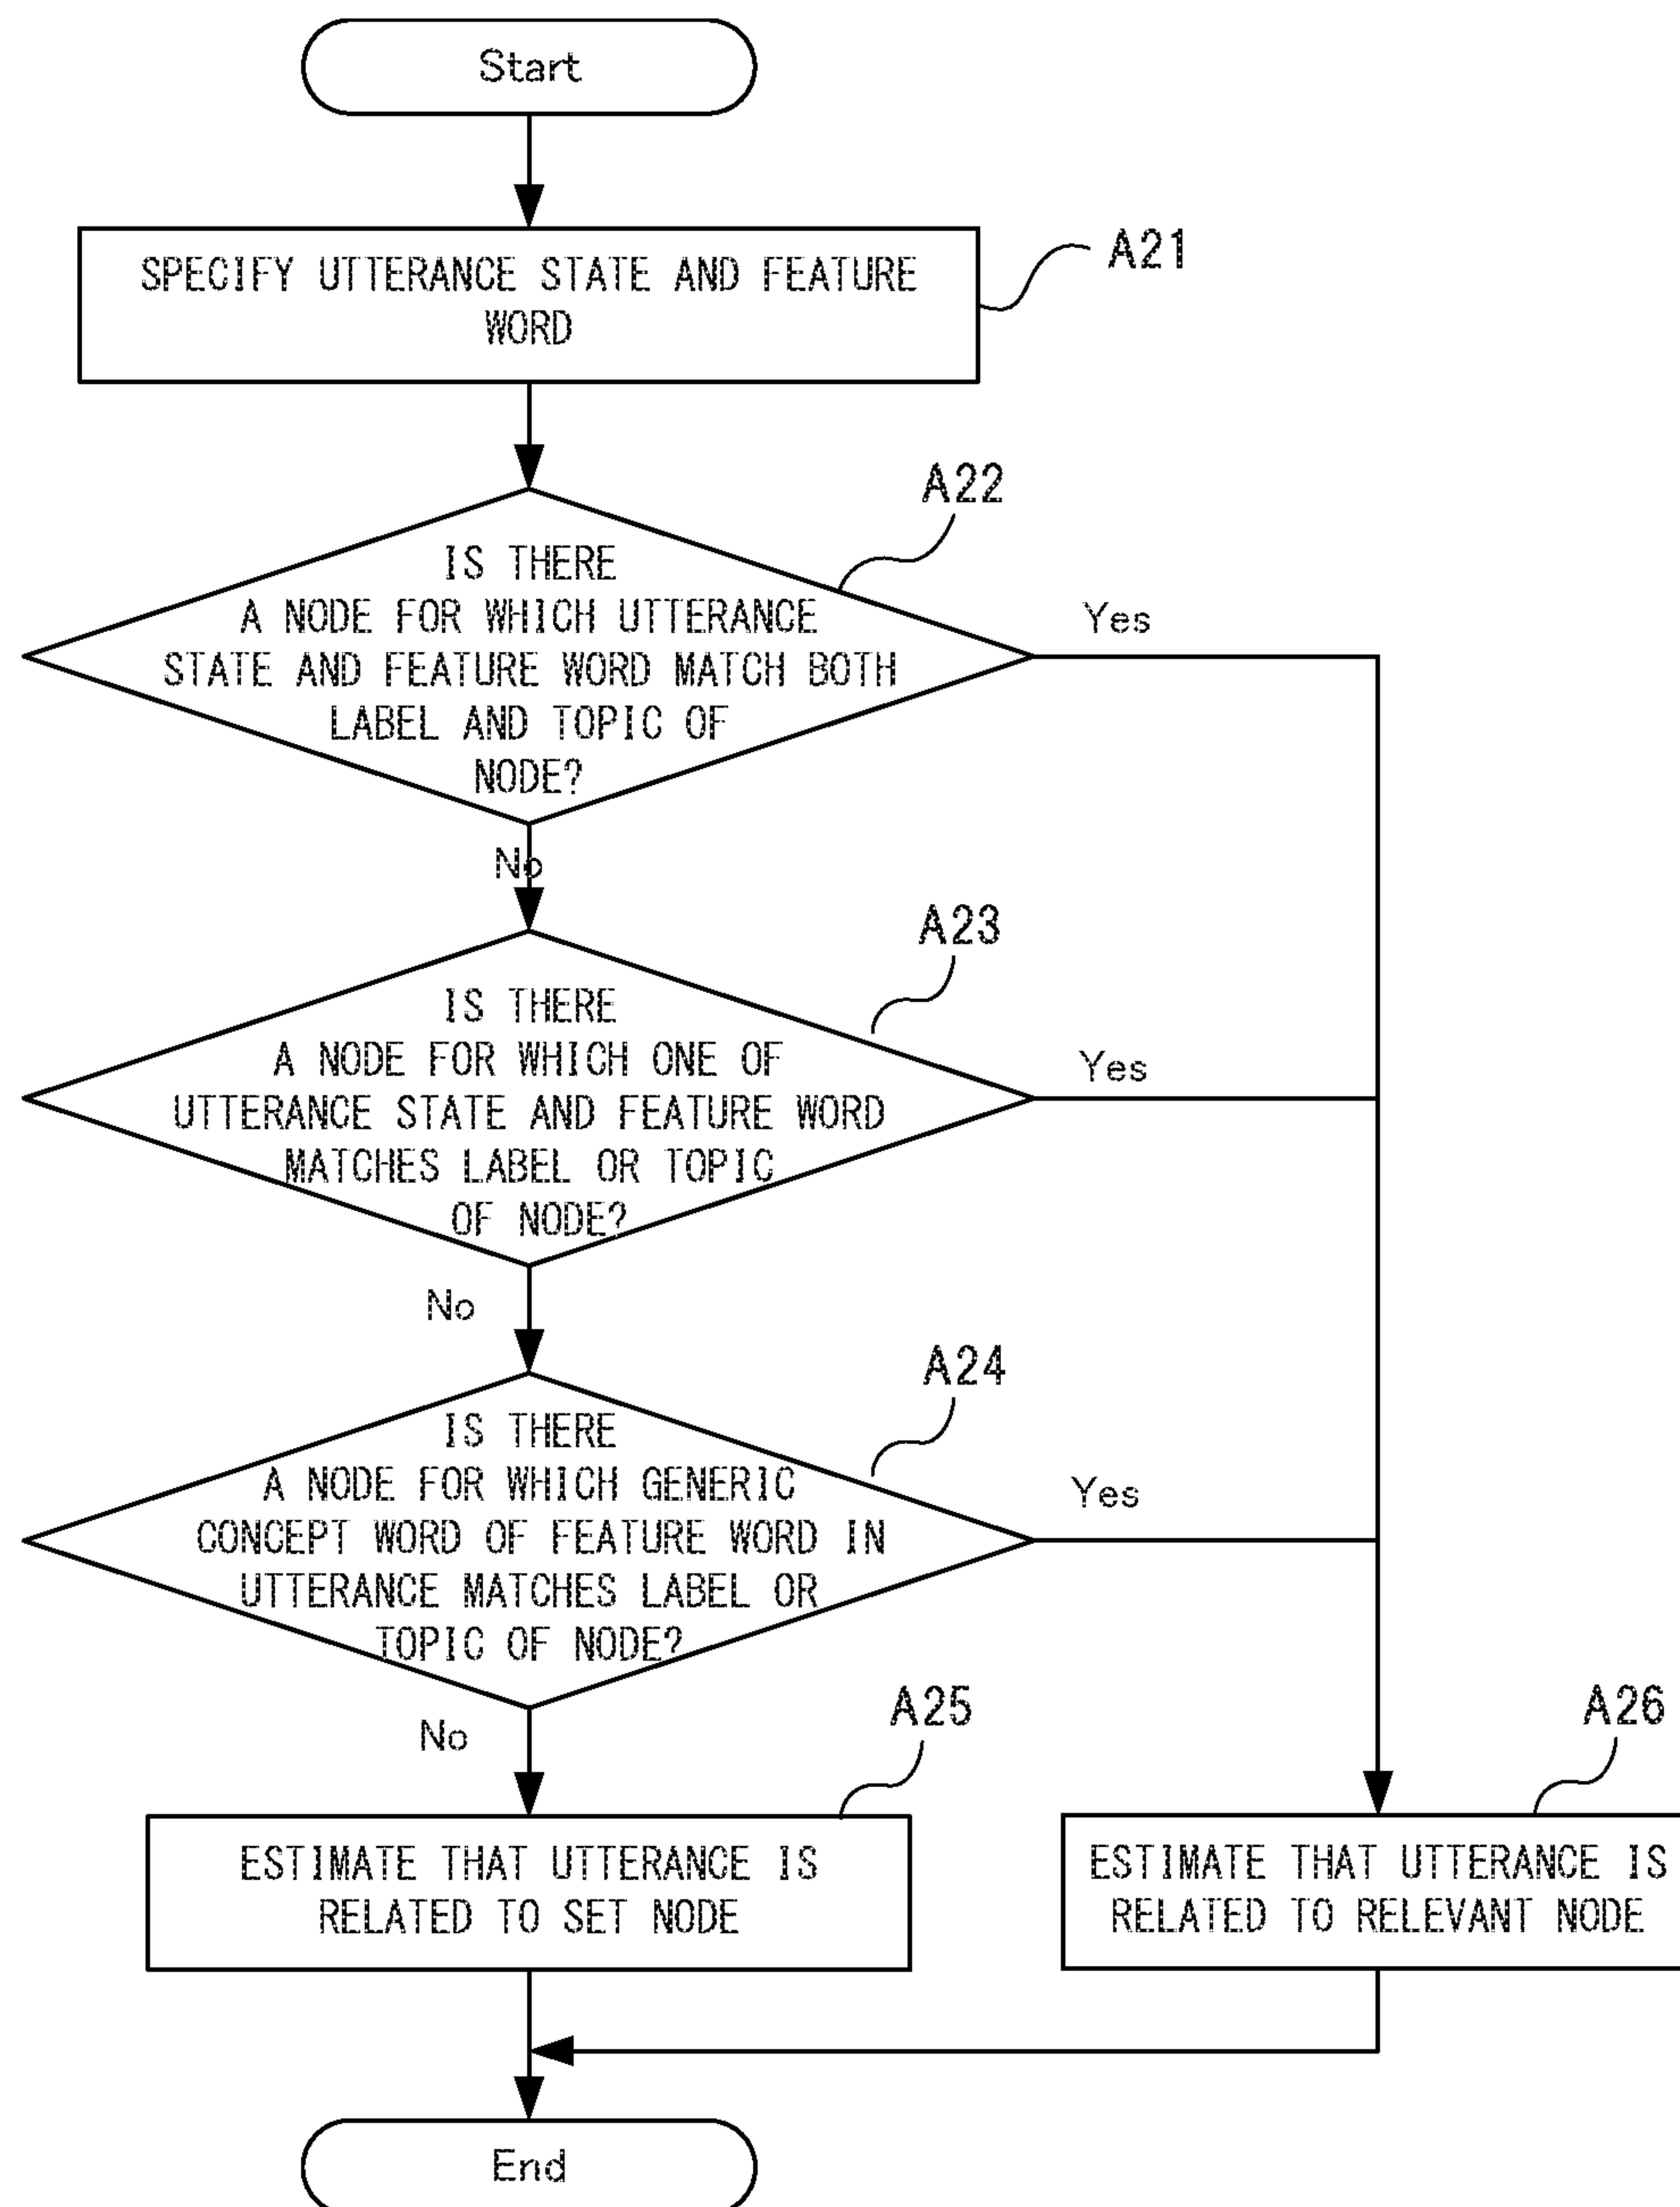 Start
SPECIFY UTTERANCE STATE AND FEATURE
WORD
A21
A22
IS THERE
A NODE FOR WHICH UTTERANCE
STATE AND FEATURE WORD MATCH BOTH
LABEL AND TOPIC OF
NODE?
Yes
No
A23
IS THERE
A NODE FOR WHICH ONE OF
UTTERANCE STATE AND FEATURE WORD
MATCHES LABEL OR TOPIC
OF NODE?
Yes
No
A24
IS THERE
A NODE FOR WHICH GENERIC
CONCEPT WORD OF FEATURE WORD IN
UTTERANCE MATCHES LABEL OR
TOPIC OF NODE?
Yes
No
A25
ESTIMATE THAT UTTERANCE IS
RELATED TO SET NODE
A26
ESTIMATE THAT UTTERANCE IS
RELATED TO RELEVANT NODE
End